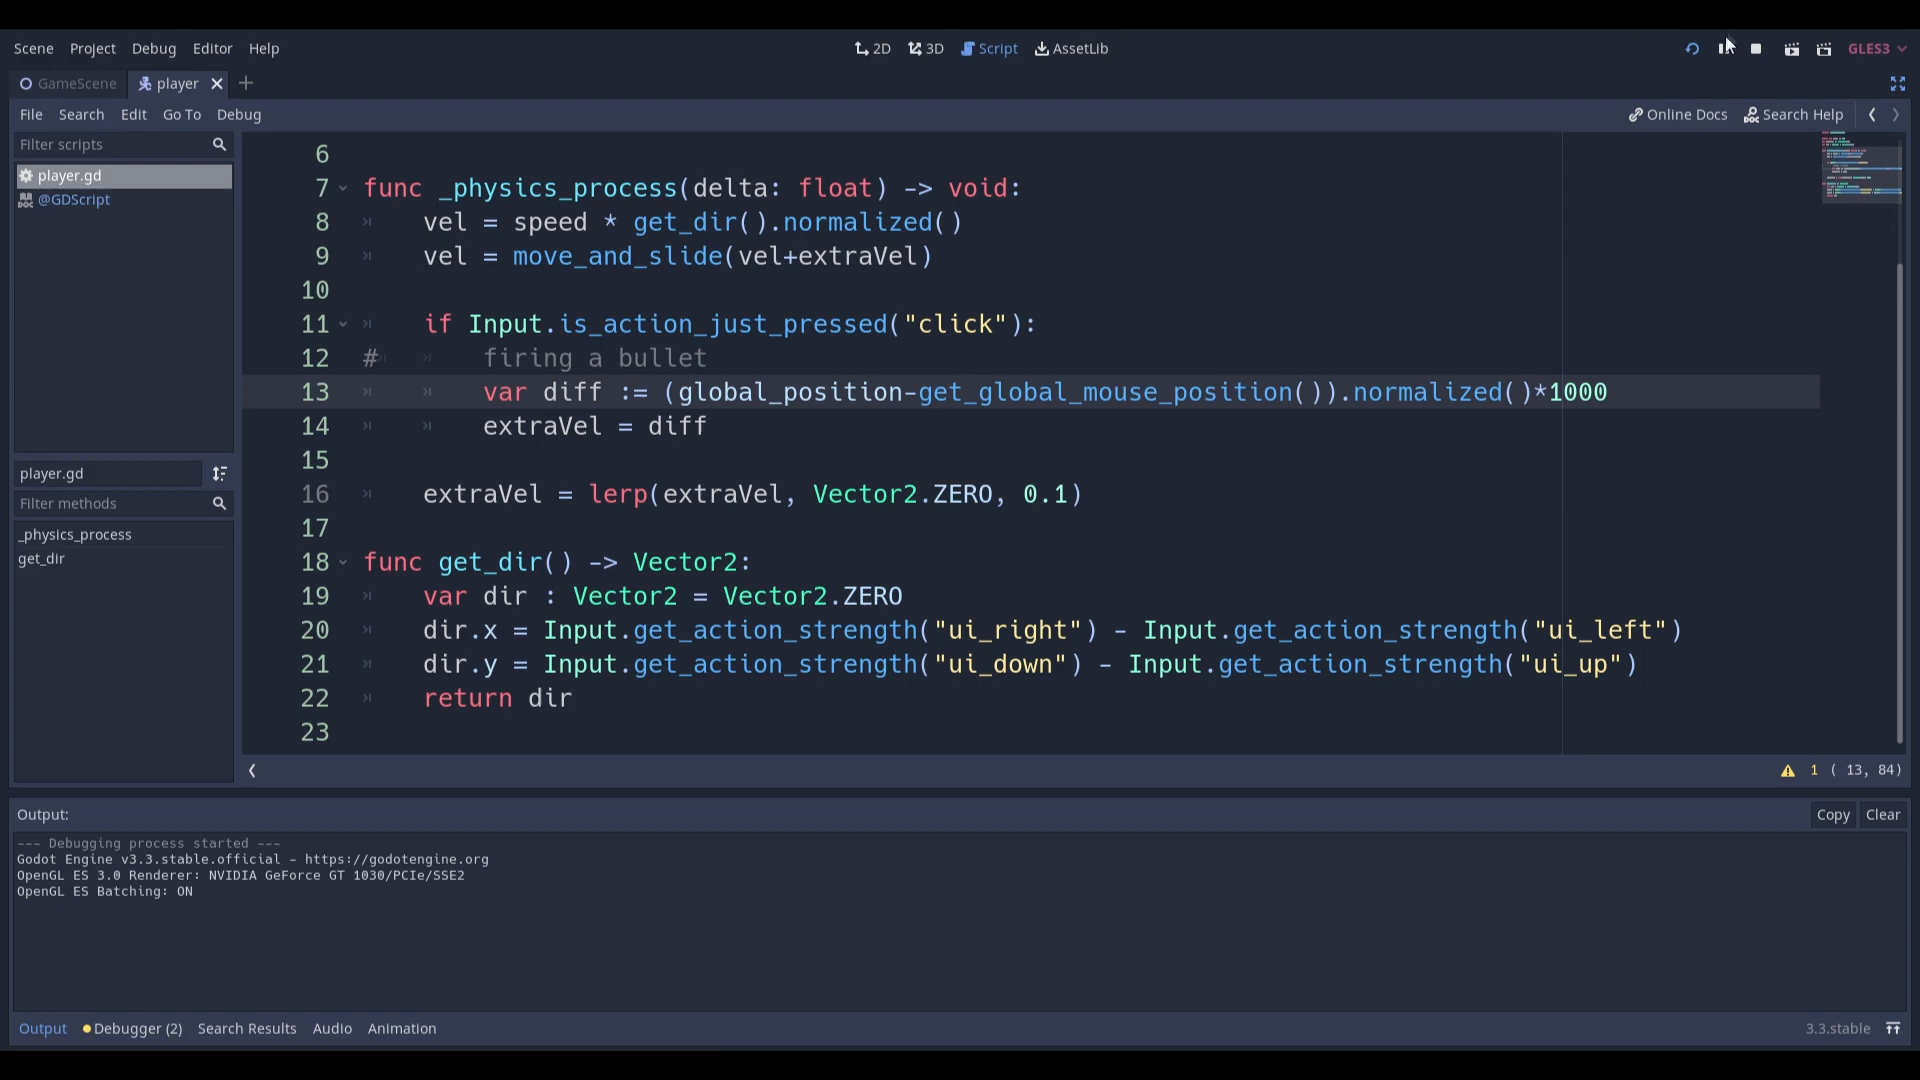 Scene Project Debug Editor Help 2D 3D Script AssetLib GLES3
GameScene player
File Search Edit Go To Debug Online Docs Search Help
Filter scripts
player.gd
@GDScript
player.gd
Filter methods
_physics_process
get_dir
6
7 func _physics_process(delta: float) -> void:
8 vel = speed * get_dir().normalized()
9 vel = move_and_slide(vel+extraVel)
10
11 if Input.is_action_just_pressed("click"):
12 # firing a bullet
13 var diff := (global_position-get_global_mouse_position()).normalized()*1000
14 extraVel = diff
15
16 extraVel = lerp(extraVel, Vector2.ZERO, 0.1)
17
18 func get_dir() -> Vector2:
19 var dir : Vector2 = Vector2.ZERO
20 dir.x = Input.get_action_strength("ui_right") - Input.get_action_strength("ui_left")
21 dir.y = Input.get_action_strength("ui_down") - Input.get_action_strength("ui_up")
22 return dir
23
1 ( 13, 84)
Output: Copy Clear
--- Debugging process started ---
Godot Engine v3.3.stable.official - https://godotengine.org
OpenGL ES 3.0 Renderer: NVIDIA GeForce GT 1030/PCIe/SSE2
OpenGL ES Batching: ON
Output Debugger (2) Search Results Audio Animation 3.3.stable